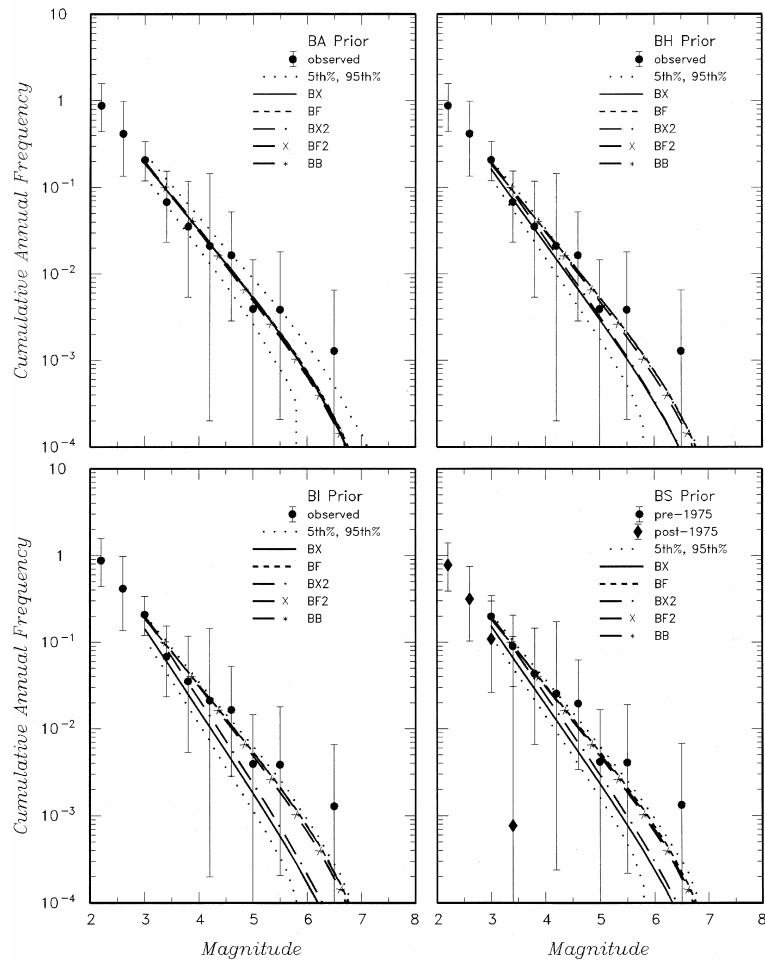 10
1
10⁻¹
10⁻²
10⁻³
10⁻⁴
Cumulative Annual Frequency
BA Prior
observed
5th%, 95th%
BX
BF
BX2
X BF2
* BB
BH Prior
observed
5th%, 95th%
BX
BF
BX2
X BF2
* BB
10
1
10⁻¹
10⁻²
10⁻³
10⁻⁴
Cumulative Annual Frequency
BI Prior
observed
5th%, 95th%
BX
BF
BX2
X BF2
* BB
2 3 4 5 6 7
Magnitude
BS Prior
pre-1975
post-1975
5th%, 95th%
BX
BF
BX2
X BF2
* BB
2 3 4 5 6 7 8
Magnitude